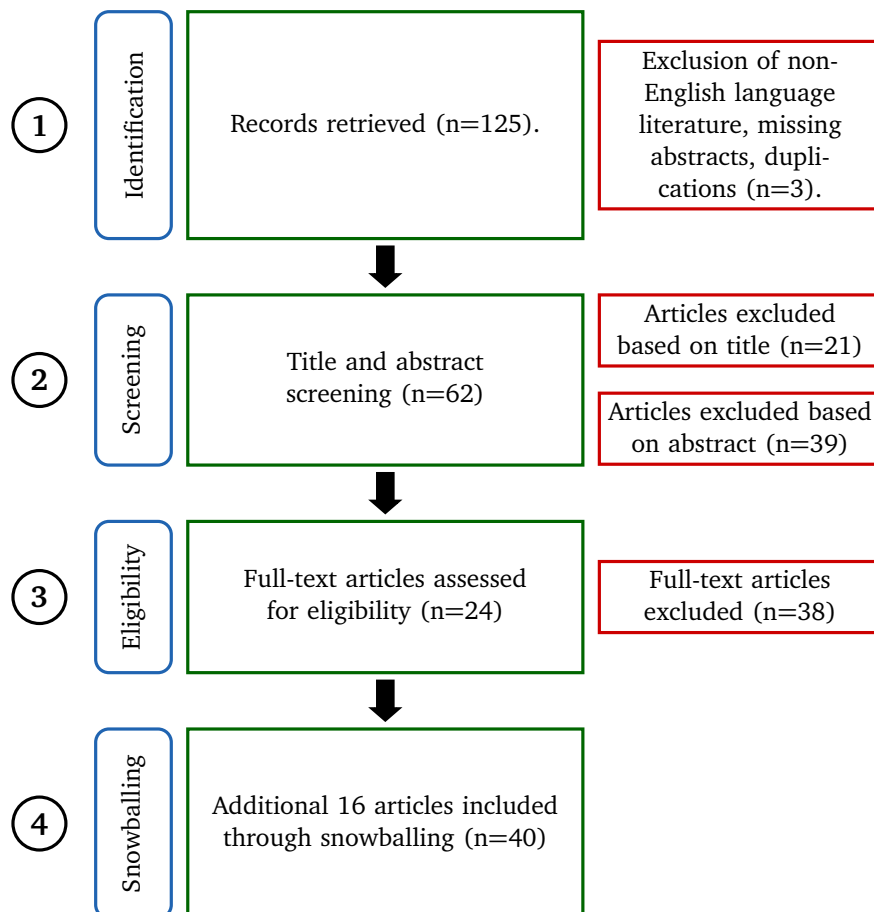 1
Identification
Records retrieved (n=125).
Exclusion of non-
English language
literature, missing
abstracts, dupli-
cations (n=3).
2
Screening
Title and abstract
screening (n=62)
Articles excluded
based on title (n=21)
Articles excluded based
on abstract (n=39)
3
Eligibility
Full-text articles assessed
for eligibility (n=24)
Full-text articles
excluded (n=38)
4
Snowballing
Additional 16 articles included
through snowballing (n=40)